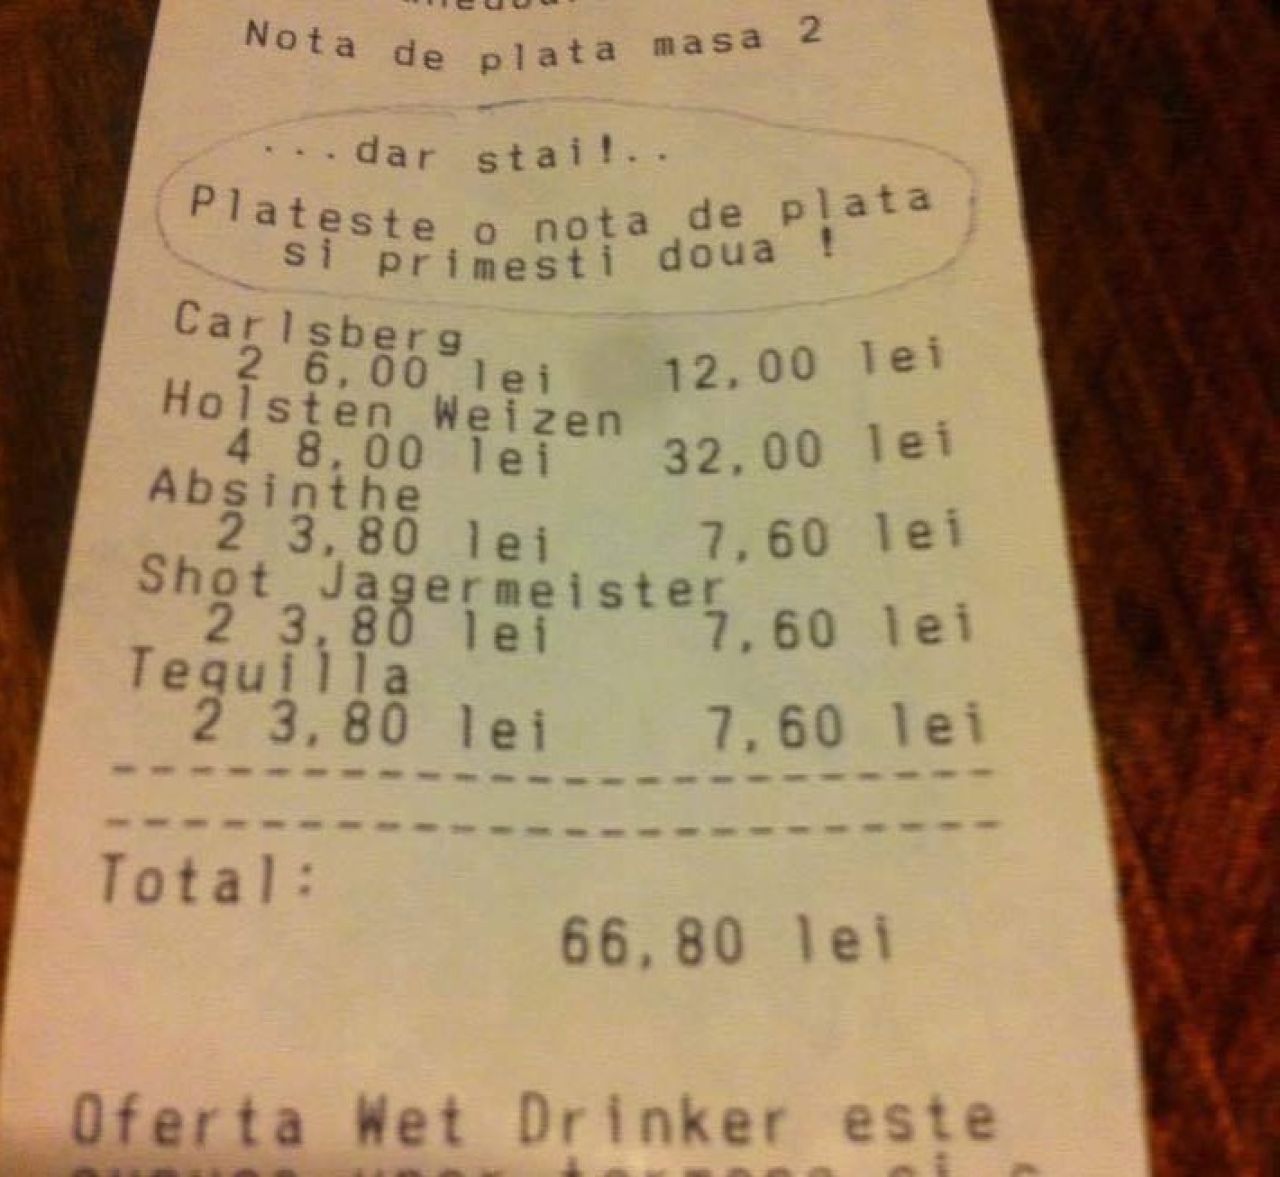 Nota de plata masa 2
...dar stai!..
Plateste o nota de plata
si primesti doua !
Carlsberg
2 6,00 lei 12,00 lei
Holsten Weizen
4 8,00 lei 32,00 lei
Absinthe
2 3,80 lei 7,60 lei
Shot Jagermeister
2 3,80 lei 7,60 lei
Tequilla
2 3,80 lei 7,60 lei
--------------------------
--------------------------
Total:
66,80 lei
Oferta Wet Drinker este